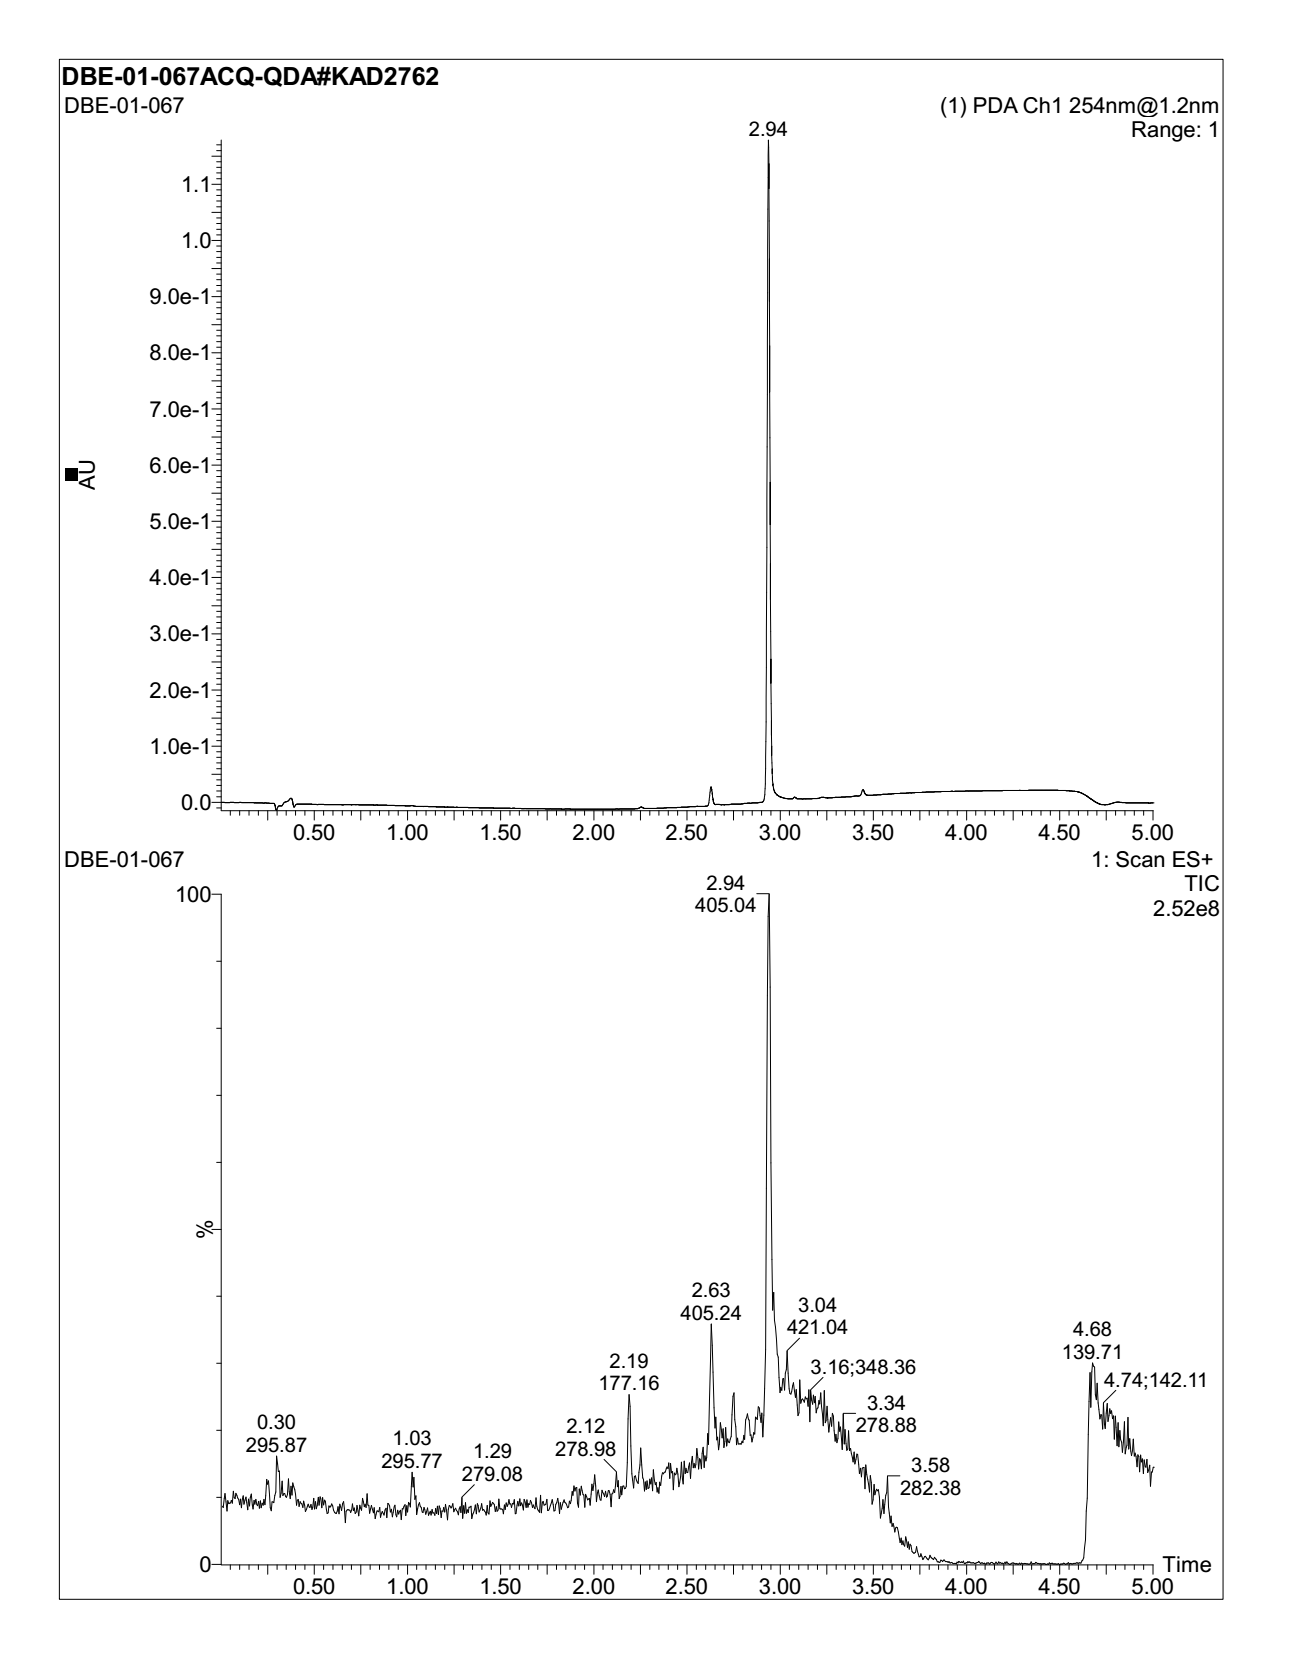 DBE-01-067ACQ-QDA#KAD2762
DBE-01-067
(1) PDA Ch1 254nm@1.2nm
Range: 1
2.94
1.1
1.0
9.0e-1
8.0e-1
7.0e-1
6.0e-1
AU
5.0e-1
4.0e-1
3.0e-1
2.0e-1
1.0e-1
0.0
0.50 1.00 1.50 2.00 2.50 3.00 3.50 4.00 4.50 5.00
DBE-01-067
1: Scan ES+
TIC
2.52e8
100
2.94
405.04
%
2.63
405.24
3.04
421.04
4.68
139.71
2.19
177.16
3.16;348.36
4.74;142.11
3.34
278.88
0.30
295.87
1.03
295.77
1.29
279.08
2.12
278.98
3.58
282.38
0
Time
0.50 1.00 1.50 2.00 2.50 3.00 3.50 4.00 4.50 5.00